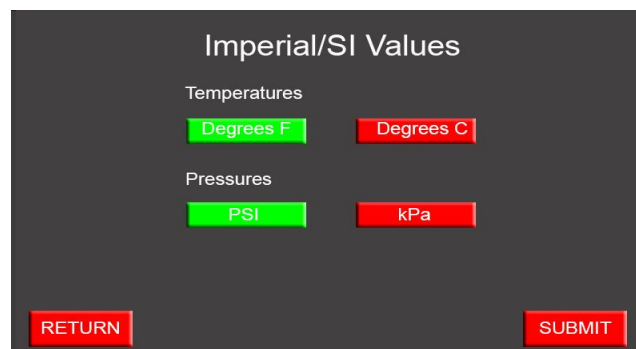 Imperial/SI Values
Temperatures
Degrees F Degrees C
Pressures
PSI kPa
RETURN SUBMIT